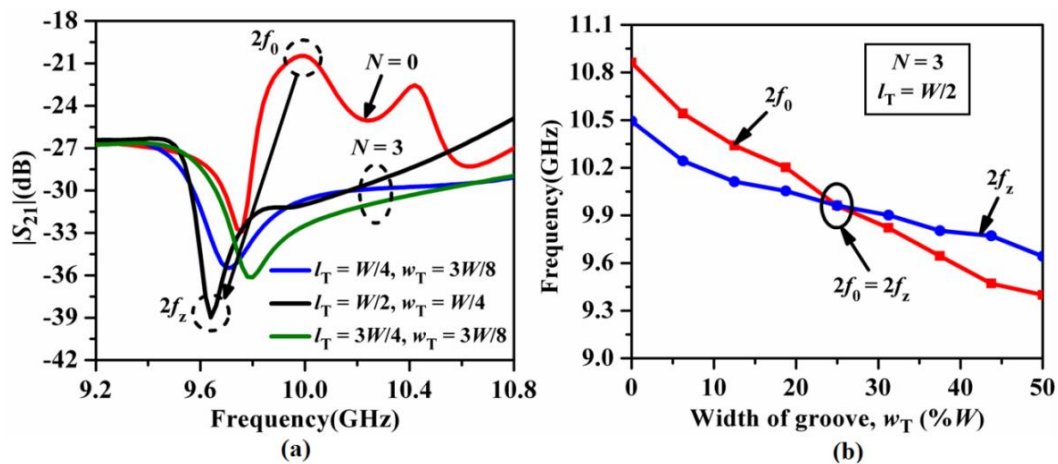 -18
-21
-24
-27
-30
-33
-36
-39
-42
|S21|(dB)
2f0
N = 0
N = 3
2fz
lT = W/4, wT = 3W/8
lT = W/2, wT = W/4
lT = 3W/4, wT = 3W/8
9.2 9.6 10.0 10.4 10.8
Frequency(GHz)
(a)
11.1
10.8
10.5
10.2
9.9
9.6
9.3
9.0
Frequency(GHz)
N = 3
lT = W/2
2f0
2fz
2f0 = 2fz
0 10 20 30 40 50
Width of groove, wT (%W)
(b)